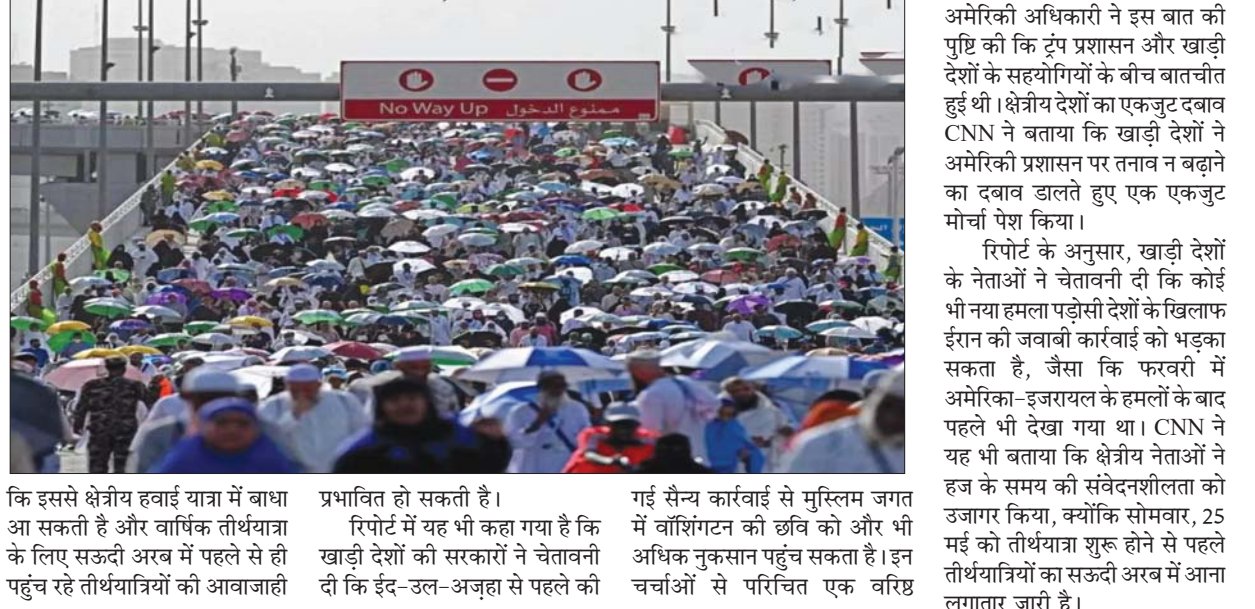 No Way Up ممنوع الدخول
कि इससे क्षेत्रीय हवाई यात्रा में बाधा
आ सकती है और वार्षिक तीर्थयात्रा
के लिए सऊदी अरब में पहले से ही
पहुंच रहे तीर्थयात्रियों की आवाजाही
प्रभावित हो सकती है।
रिपोर्ट में यह भी कहा गया है कि
खाड़ी देशों की सरकारों ने चेतावनी
दी कि ईद-उल-अज़हा से पहले की
गई सैन्य कार्रवाई से मुस्लिम जगत
में वॉशिंगटन की छवि को और भी
अधिक नुकसान पहुंच सकता है। इन
चर्चाओं से परिचित एक वरिष्ठ
अमेरिकी अधिकारी ने इस बात की
पुष्टि की कि ट्रंप प्रशासन और खाड़ी
देशों के सहयोगियों के बीच बातचीत
हुई थी। क्षेत्रीय देशों का एकजुट दबाव
CNN ने बताया कि खाड़ी देशों ने
अमेरिकी प्रशासन पर तनाव न बढ़ाने
का दबाव डालते हुए एक एकजुट
मोर्चा पेश किया।
रिपोर्ट के अनुसार, खाड़ी देशों
के नेताओं ने चेतावनी दी कि कोई
भी नया हमला पड़ोसी देशों के खिलाफ
ईरान की जवाबी कार्रवाई को भड़का
सकता है, जैसा कि फरवरी में
अमेरिका-इजरायल के हमलों के बाद
पहले भी देखा गया था। CNN ने
यह भी बताया कि क्षेत्रीय नेताओं ने
हज के समय की संवेदनशीलता को
उजागर किया, क्योंकि सोमवार, 25
मई को तीर्थयात्रा शुरू होने से पहले
तीर्थयात्रियों का सऊदी अरब में आना
लगातार जारी है।